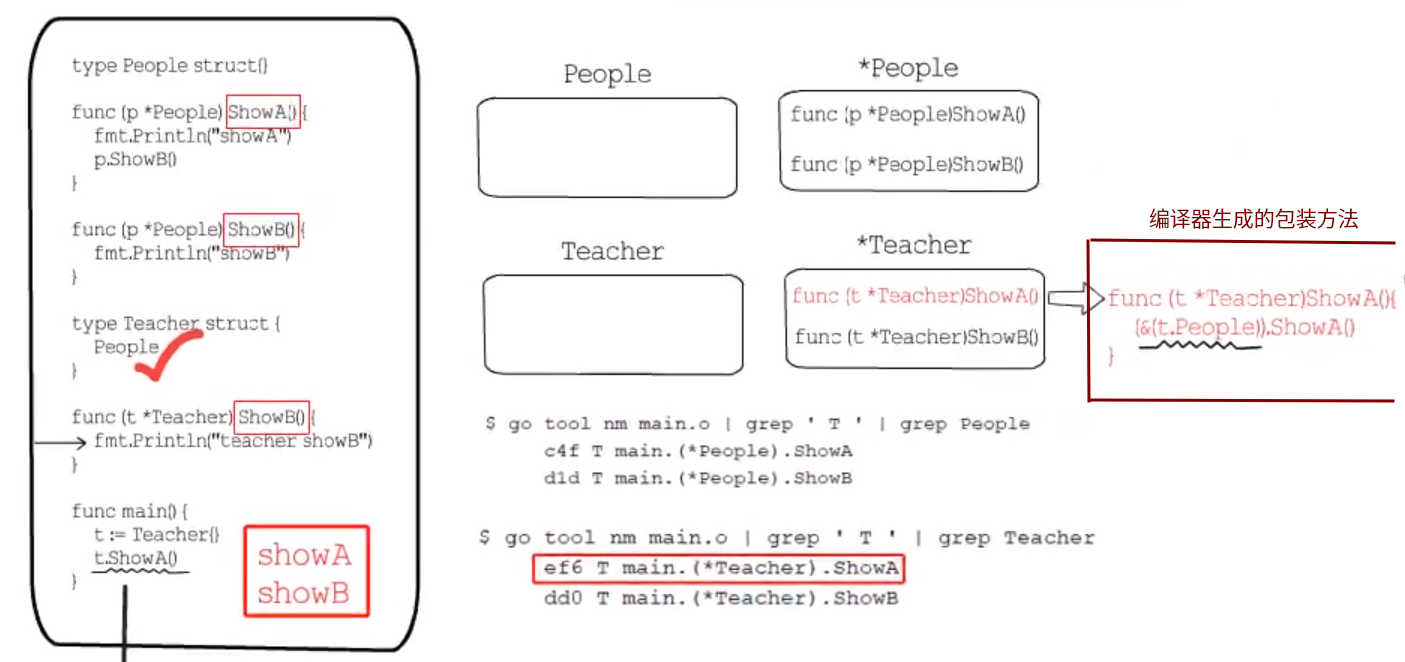 type People struct{}
func (p *People) ShowA() {
fmt.Println("showA")
p.ShowB()
}
func (p *People) ShowB() {
fmt.Println("showB")
}
type Teacher struct {
People
}
func (t *Teacher) ShowB() {
fmt.Println("teacher showB")
}
func main() {
t := Teacher{}
t.ShowA()
}
showA
showB
People
*People
func (p *People)ShowA()
func (p *People)ShowB()
Teacher
*Teacher
func (t *Teacher)ShowA()
func (t *Teacher)ShowB()
编译器生成的包装方法
func (t *Teacher)ShowA(){
(&(t.People)).ShowA()
}
$ go tool nm main.o | grep ' T ' | grep People
c4f T main.(*People).ShowA
d1d T main.(*People).ShowB
$ go tool nm main.o | grep ' T ' | grep Teacher
ef6 T main.(*Teacher).ShowA
dd0 T main.(*Teacher).ShowB